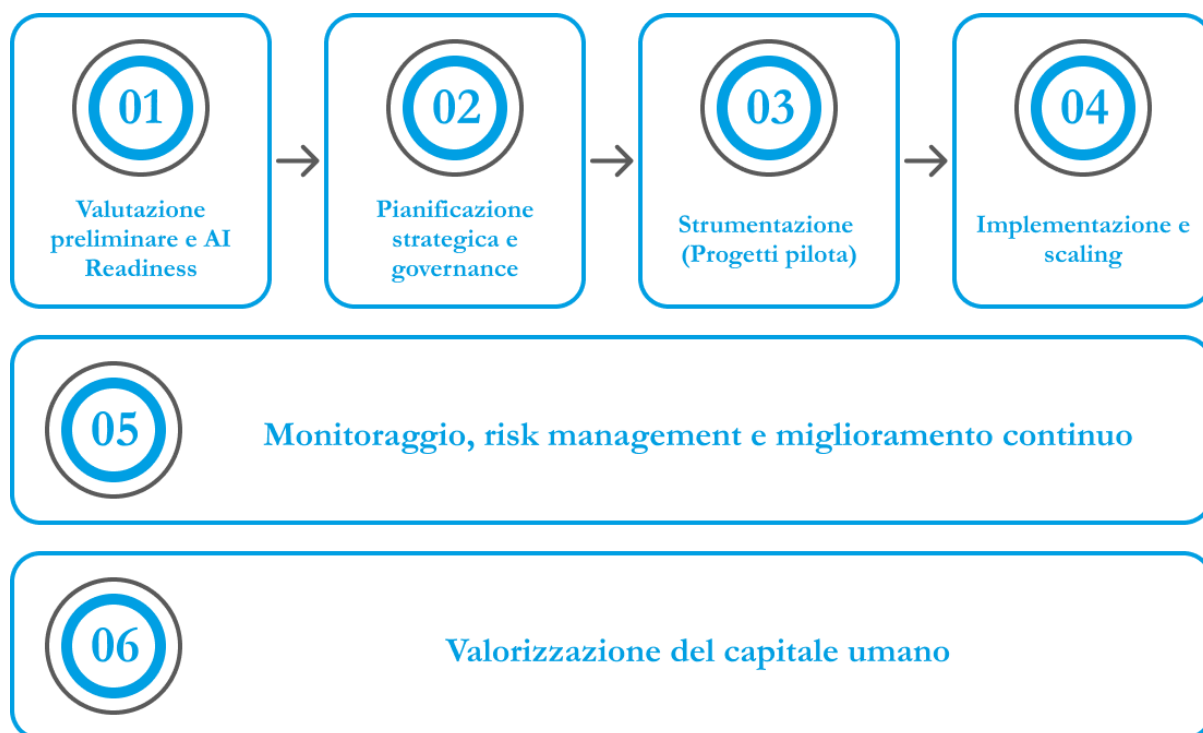 01
Valutazione
preliminare e AI
Readiness
02
Pianificazione
strategica e
governance
03
Strumentazione
(Progetti pilota)
04
Implementazione e
scaling
05
Monitoraggio, risk management e miglioramento continuo
06
Valorizzazione del capitale umano